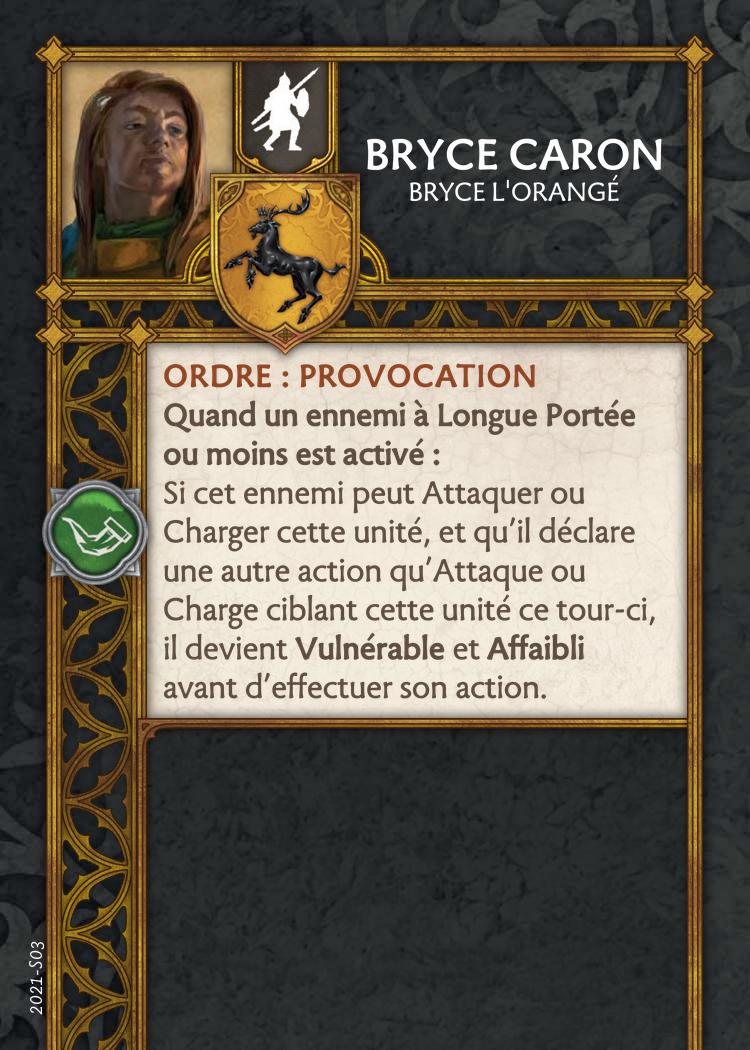 BRYCE CARON
BRYCE L'ORANGÉ
ORDRE : PROVOCATION
Quand un ennemi à Longue Portée
ou moins est activé :
Si cet ennemi peut Attaquer ou
Charger cette unité, et qu’il déclare
une autre action qu’Attaque ou
Charge ciblant cette unité ce tour-ci,
il devient Vulnérable et Affaibli
avant d’effectuer son action.
2021-S03